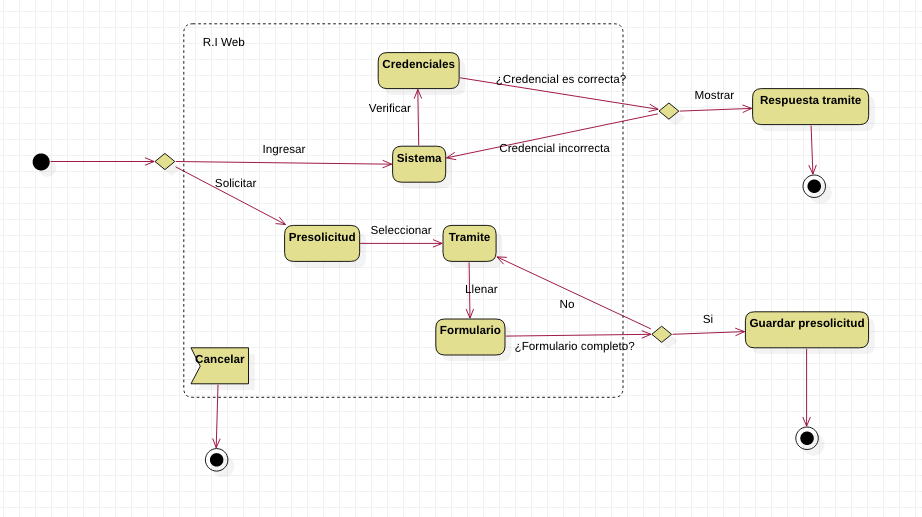 R.I Web
Credenciales
¿Credencial es correcta?
Mostrar
Respuesta tramite
Verificar
Ingresar
Sistema
Credencial incorrecta
Solicitar
Presolicitud
Seleccionar
Tramite
Llenar
No
Formulario
¿Formulario completo?
Si
Guardar presolicitud
Cancelar